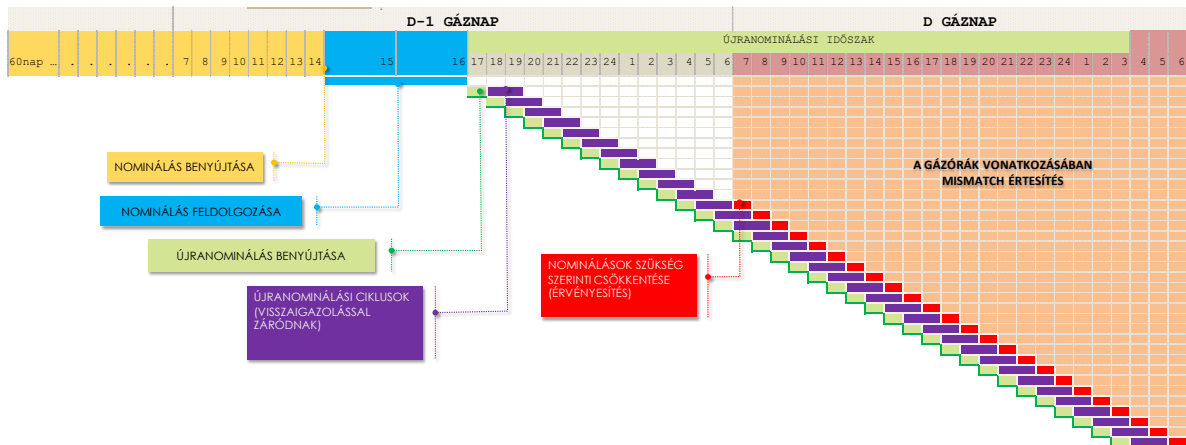 D-1 GÁZNAP D GÁZNAP
ÚJRANOMINÁLÁSI IDŐSZAK
60nap … . . . . . . 7 8 9 10 11 12 13 14 15 16 17 18 19 20 21 22 23 24 1 2 3 4 5 6 7 8 9 10 11 12 13 14 15 16 17 18 19 20 21 22 23 24 1 2 3 4 5 6
NOMINÁLÁS BENYÚJTÁSA
A GÁZÓRÁK VONATKOZÁSÁBAN
MISMATCH ÉRTESÍTÉS
NOMINÁLÁS FELDOLGOZÁSA
ÚJRANOMINÁLÁS BENYÚJTÁSA
NOMINÁLÁSOK SZÜKSÉG
SZERINTI CSÖKKENTÉSE
(ÉRVÉNYESÍTÉS)
ÚJRANOMINÁLÁSI CIKLUSOK
(VISSZAIGAZOLÁSSAL
ZÁRÓDNAK)